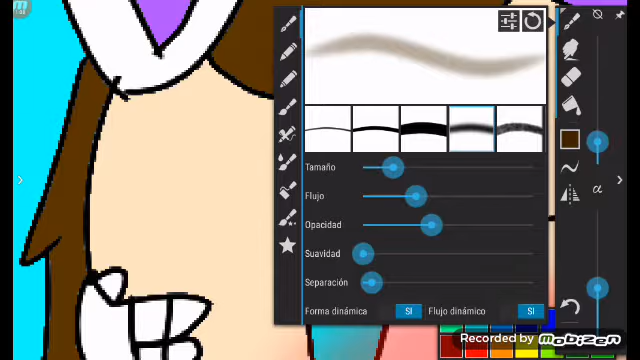 Tamaño
Flujo
Opacidad
Suavidad
Separación
Forma dinámica SI Flujo dinámico SI
α
Recorded by mobizen